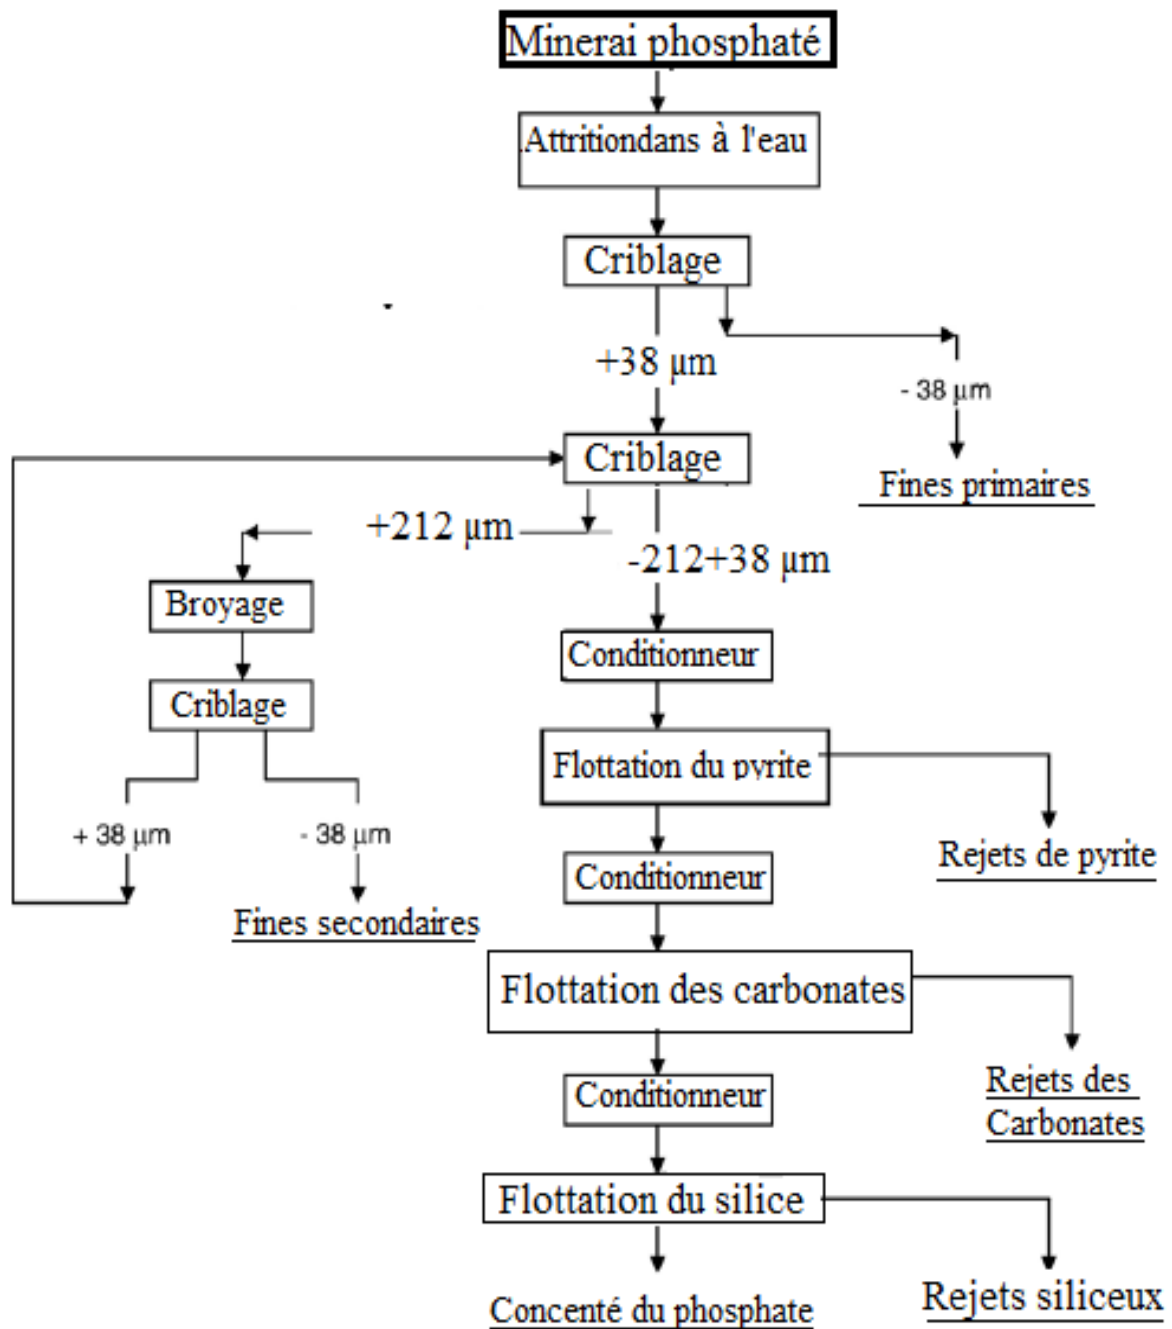 Minerai phosphaté
Attritiondans à l'eau
Criblage
+38 µm
- 38 µm
Fines primaires
Criblage
+212 µm
-212+38 µm
Broyage
Criblage
+ 38 µm
- 38 µm
Fines secondaires
Conditionneur
Flottation du pyrite
Rejets de pyrite
Conditionneur
Flottation des carbonates
Rejets des
Carbonates
Conditionneur
Flottation du silice
Rejets siliceux
Concenté du phosphate